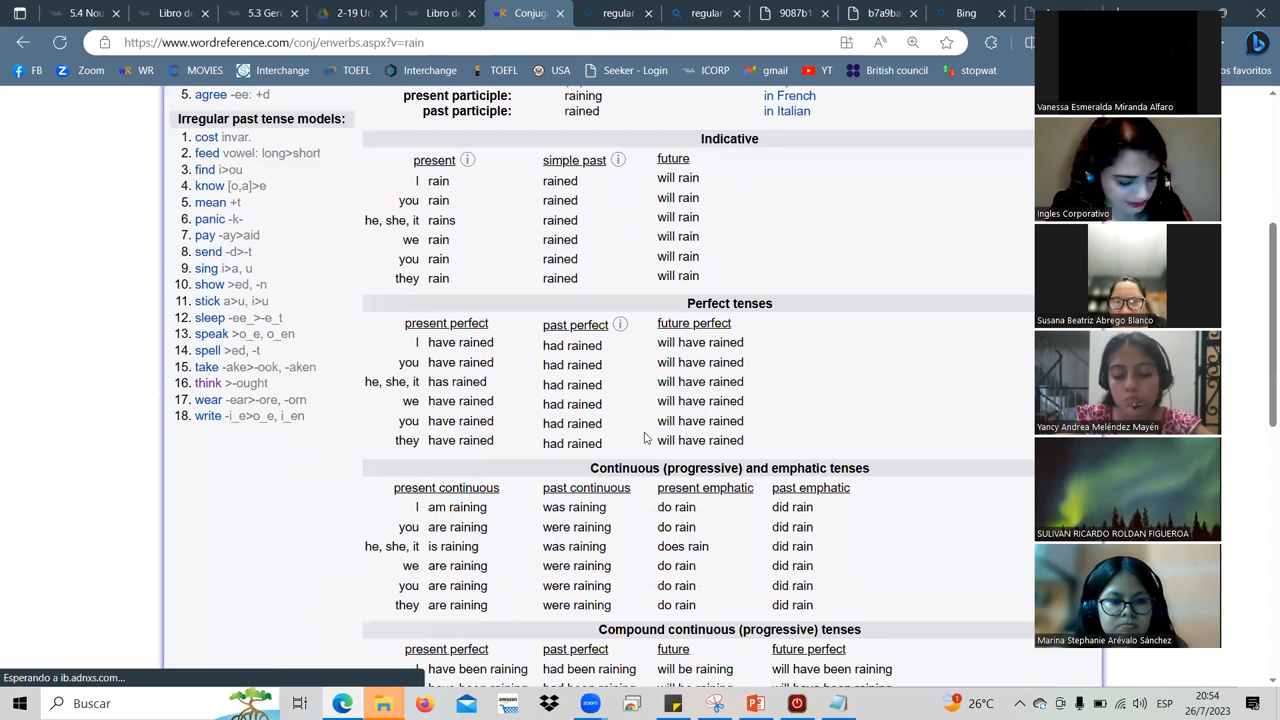 Libro de
5.3 Geru
2-19 Un
Libro de
Conjug
regular
regular
9087b1
b7a9ba
Bing
https://www.wordreference.com/conj/enverbs.aspx?v=rain
FB
Zoom
WR
MOVIES
Interchange
TOEFL
Interchange
TOEFL
USA
Seeker - Login
ICORP
gmail
YT
British council
stopwat
os favoritos
5. agree -ee: +d
Irregular past tense models:
1. cost invar.
2. feed vowel: long>short
3. find i>ou
4. know [o,a]>e
5. mean +t
6. panic -k-
7. pay -ay>aid
8. send -d>-t
9. sing i>a, u
10. show >ed, -n
11. stick a>u, i>u
12. sleep -ee_>-e_t
13. speak >o_e, o_en
14. spell >ed, -t
15. take -ake>-ook, -aken
16. think >-ought
17. wear -ear>-ore, -orn
18. write -i_e>o_e, i_en
present participle: raining in French
past participle: rained in Italian
Indicative
present simple past future
I rain rained will rain
you rain rained will rain
he, she, it rains rained will rain
we rain rained will rain
you rain rained will rain
they rain rained will rain
Perfect tenses
present perfect past perfect future perfect
I have rained had rained will have rained
you have rained had rained will have rained
he, she, it has rained had rained will have rained
we have rained had rained will have rained
you have rained had rained will have rained
they have rained had rained will have rained
Continuous (progressive) and emphatic tenses
present continuous past continuous present emphatic past emphatic
I am raining was raining do rain did rain
you are raining were raining do rain did rain
he, she, it is raining was raining does rain did rain
we are raining were raining do rain did rain
you are raining were raining do rain did rain
they are raining were raining do rain did rain
Compound continuous (progressive) tenses
present perfect past perfect future future perfect
I have been raining had been raining will be raining will have been raining
Vanessa Esmeralda Miranda Alfaro
Ingles Corporativo
Susana Beatriz Abrego Blanco
Yancy Andrea Meléndez Mayén
SULIVAN RICARDO ROLDAN FIGUEROA
Marina Stephanie Arévalo Sánchez
Esperando a ib.adnxs.com...
Buscar
26°C
ESP
20:54
26/7/2023